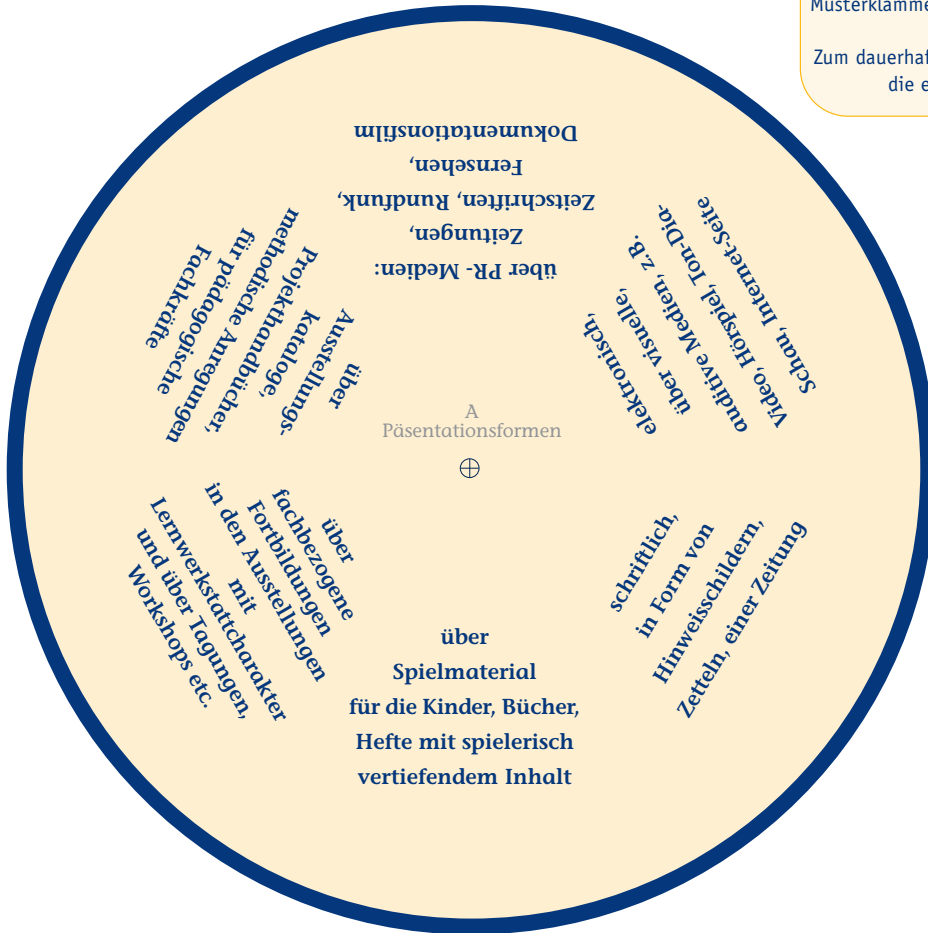 Musterklamme
Zum dauerhaf
die e
über PR- Medien:
Zeitungen,
Zeitschriften, Rundfunk,
Fernsehen,
Dokumentationsfilm
elektronisch,
über visuelle,
auditive Medien, z.B.
Video, Hörspiel, Ton-Dia-
Schau, Internet-Seite
schriftlich,
in Form von
Hinweisschildern,
Zetteln, einer Zeitung
über
Spielmaterial
für die Kinder, Bücher,
Hefte mit spielerisch
vertiefendem Inhalt
über
fachbezogene
Fortbildungen
in den Ausstellungen
mit
Lernwerkstattcharakter
und über Tagungen,
Workshops etc.
über
Ausstellungs-
kataloge,
Projekthandbücher,
methodische Anregungen
für pädagogische
Fachkräfte
A
Päsentationsformen